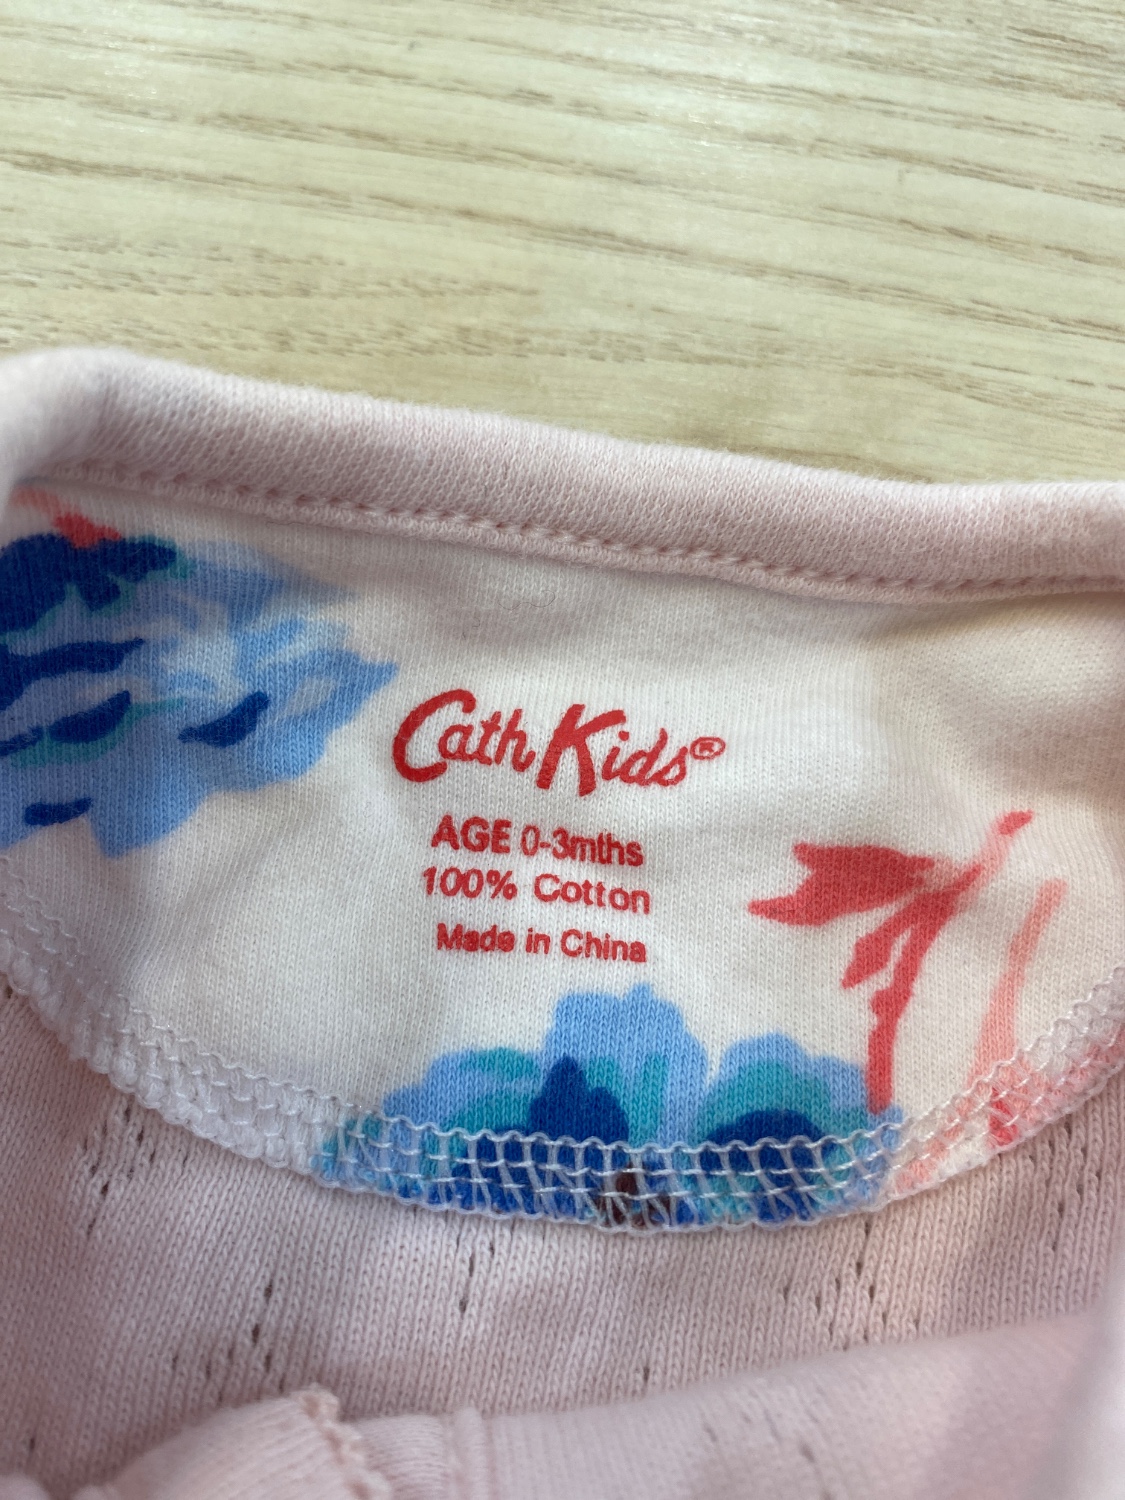 Cath Kids®
AGE 0-3mths
100% Cotton
Made in China